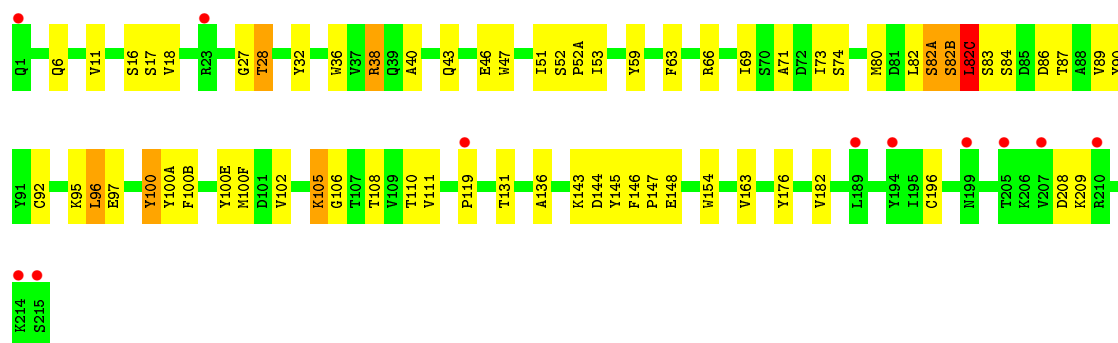 Q1 Q6 V11 S16 S17 V18 R23 G27 T28 Y32 W36 V37 R38 Q39 A40 Q43 E46 W47 I51 S52 P52A I53 Y59 F63 R66 I69 S70 A71 D72 I73 S74 M80 D81 L82 S82A S82B L82C S83 S84 D85 D86 T87 A88 V89 Y90
Y91 C92 K95 L96 E97 Y100 Y100A F100B Y100E M100F D101 V102 K105 G106 T107 T108 V109 T110 V111 P119 T131 A136 K143 D144 Y145 F146 P147 E148 W154 V163 Y176 V182 L189 Y194 I195 C196 N199 T205 K206 V207 D208 K209 R210
K214 S215